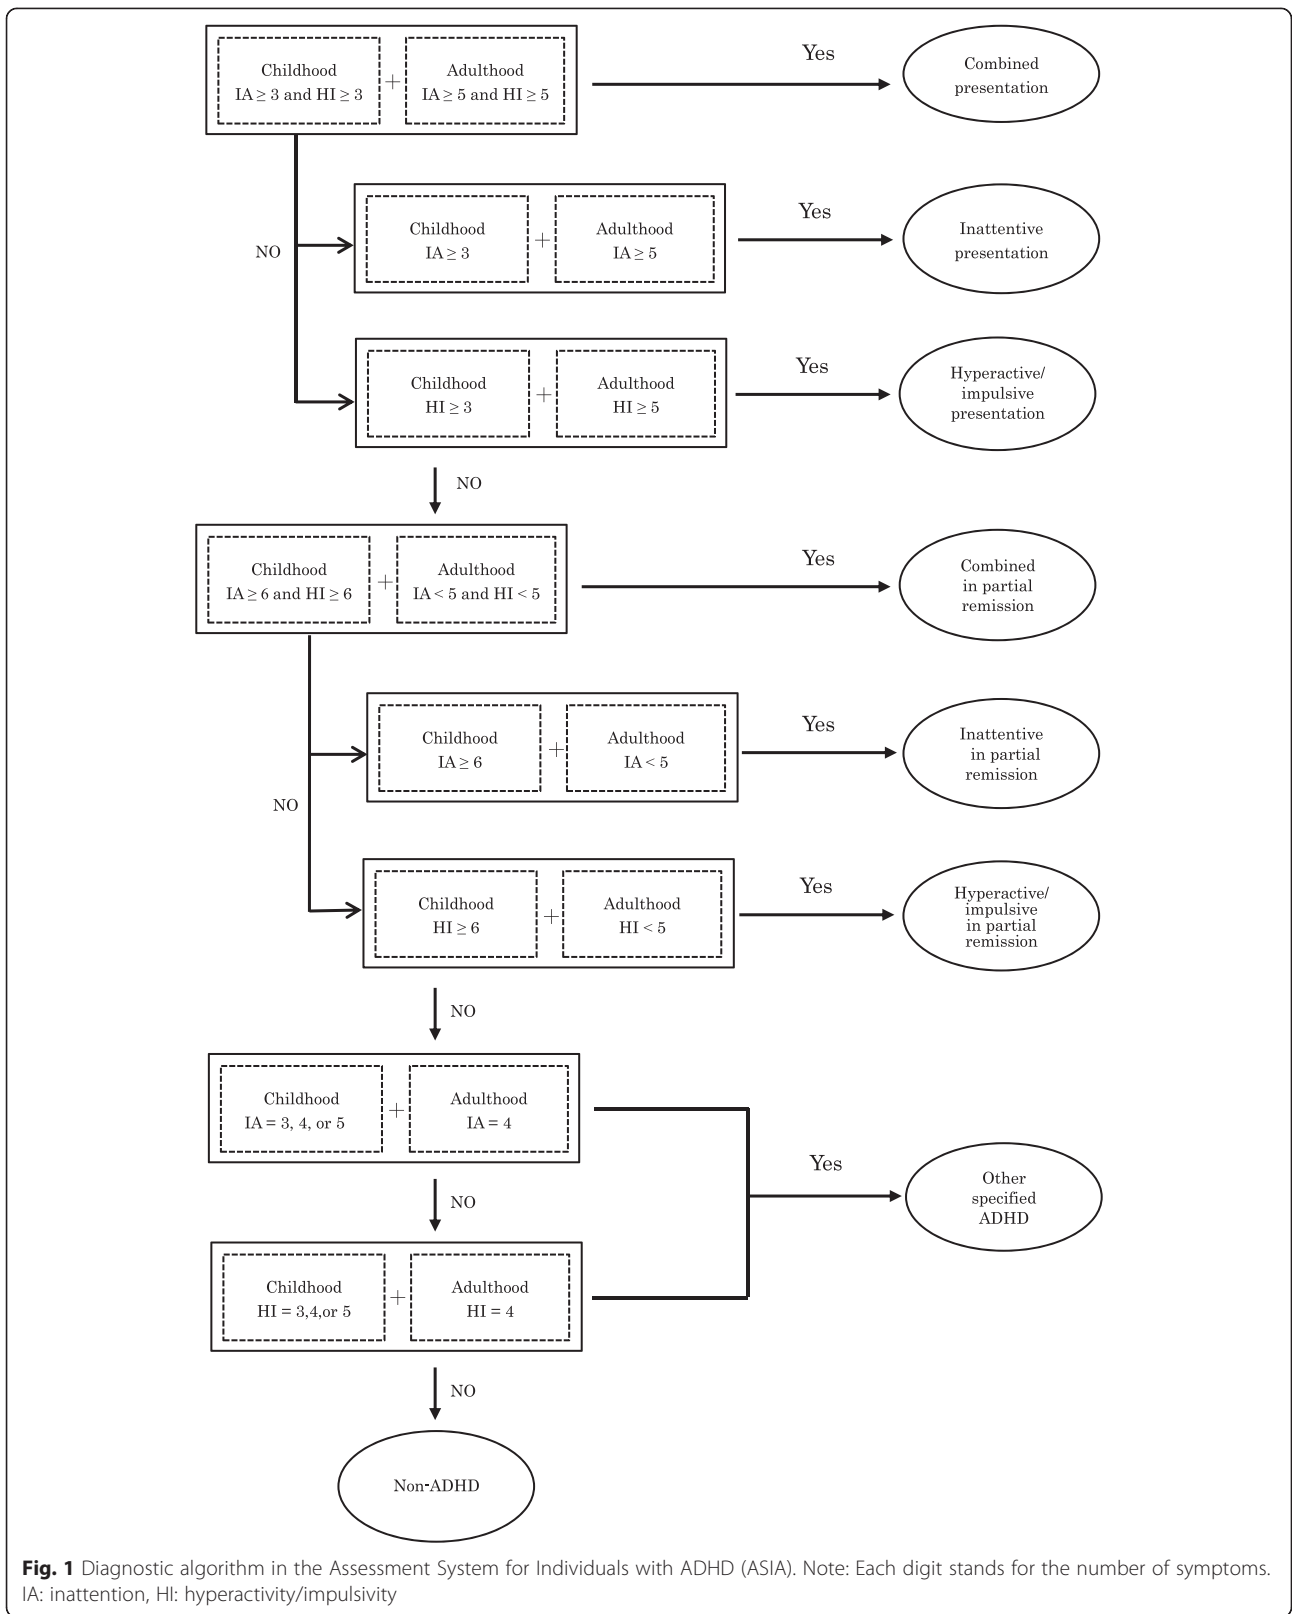 Childhood
IA ≥ 3 and HI ≥ 3
+
Adulthood
IA ≥ 5 and HI ≥ 5
Yes
Combined
presentation
NO
Childhood
IA ≥ 3
+
Adulthood
IA ≥ 5
Yes
Inattentive
presentation
Childhood
HI ≥ 3
+
Adulthood
HI ≥ 5
Yes
Hyperactive/
impulsive
presentation
NO
Childhood
IA ≥ 6 and HI ≥ 6
+
Adulthood
IA < 5 and HI < 5
Yes
Combined
in partial
remission
NO
Childhood
IA ≥ 6
+
Adulthood
IA < 5
Yes
Inattentive
in partial
remission
Childhood
HI ≥ 6
+
Adulthood
HI < 5
Yes
Hyperactive/
impulsive
in partial
remission
NO
Childhood
IA = 3, 4, or 5
+
Adulthood
IA = 4
Yes
Other
specified
ADHD
NO
Childhood
HI = 3,4,or 5
+
Adulthood
HI = 4
NO
Non-ADHD
Fig. 1 Diagnostic algorithm in the Assessment System for Individuals with ADHD (ASIA). Note: Each digit stands for the number of symptoms.
IA: inattention, HI: hyperactivity/impulsivity